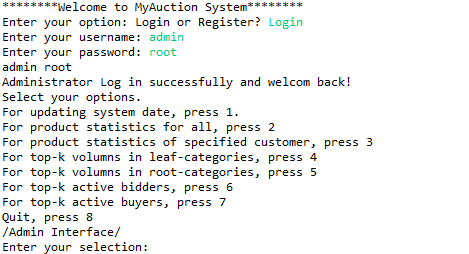 ********Welcome to MyAuction System********
Enter your option: Login or Register? Login
Enter your username: admin
Enter your password: root
admin root
Administrator Log in successfully and welcom back!
Select your options.
For updating system date, press 1.
For product statistics for all, press 2
For product statistics of specified customer, press 3
For top-k volumns in leaf-categories, press 4
For top-k volumns in root-categories, press 5
For top-k active bidders, press 6
For top-k active buyers, press 7
Quit, press 8
/Admin Interface/
Enter your selection: